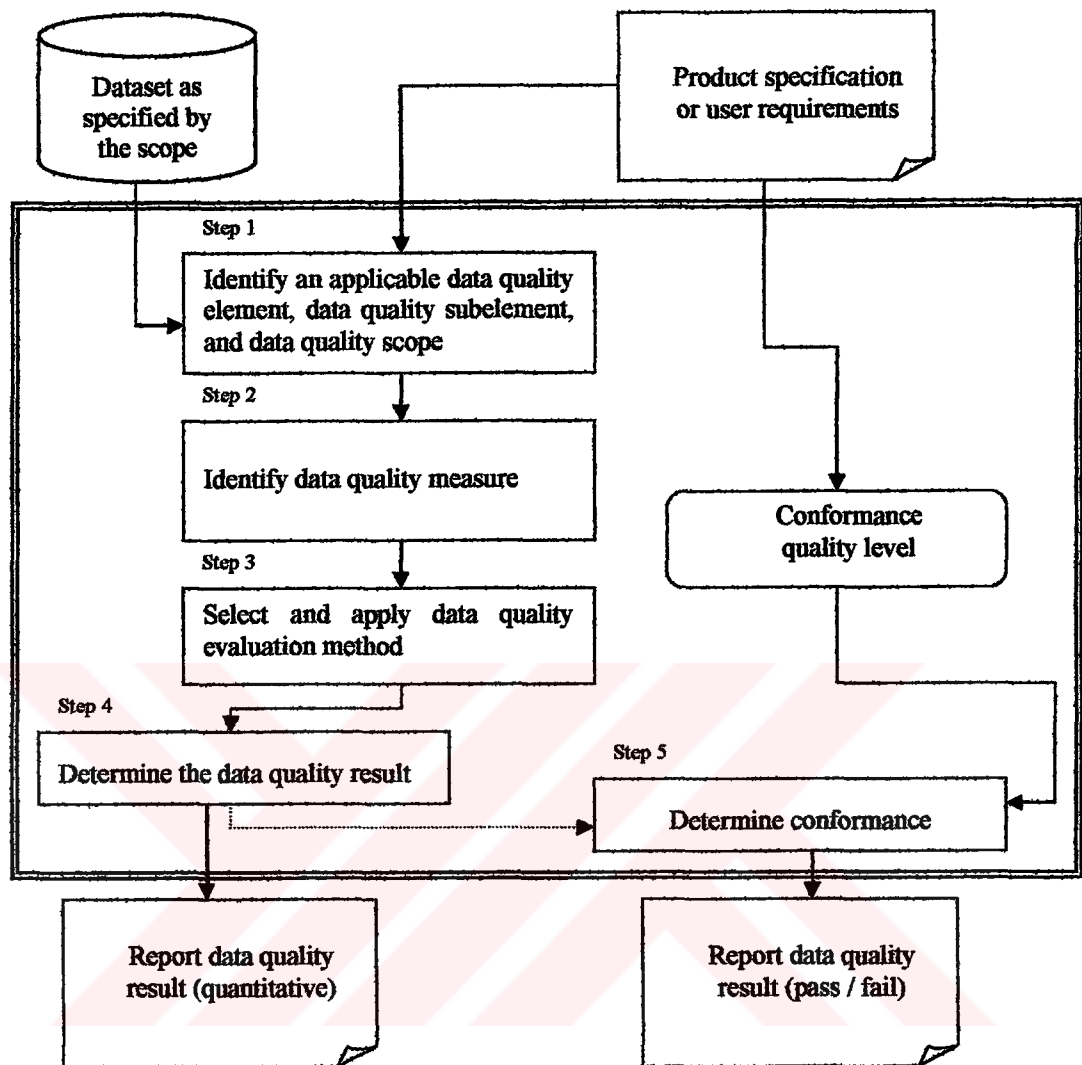 Dataset as
specified by
the scope
Product specification
or user requirements
Step 1
Identify an applicable data quality
element, data quality subelement,
and data quality scope
Step 2
Identify data quality measure
Step 3
Select and apply data quality
evaluation method
Conformance
quality level
Step 4
Determine the data quality result
Step 5
Determine conformance
Report data quality
result (quantitative)
Report data quality
result (pass / fail)